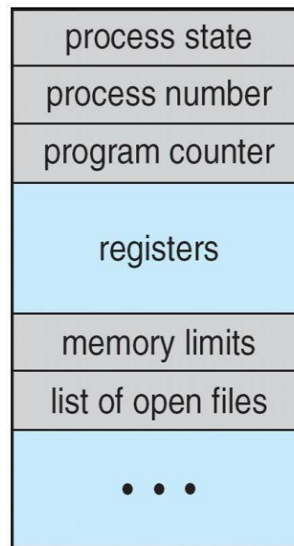 process state
process number
program counter
registers
memory limits
list of open files
• • •